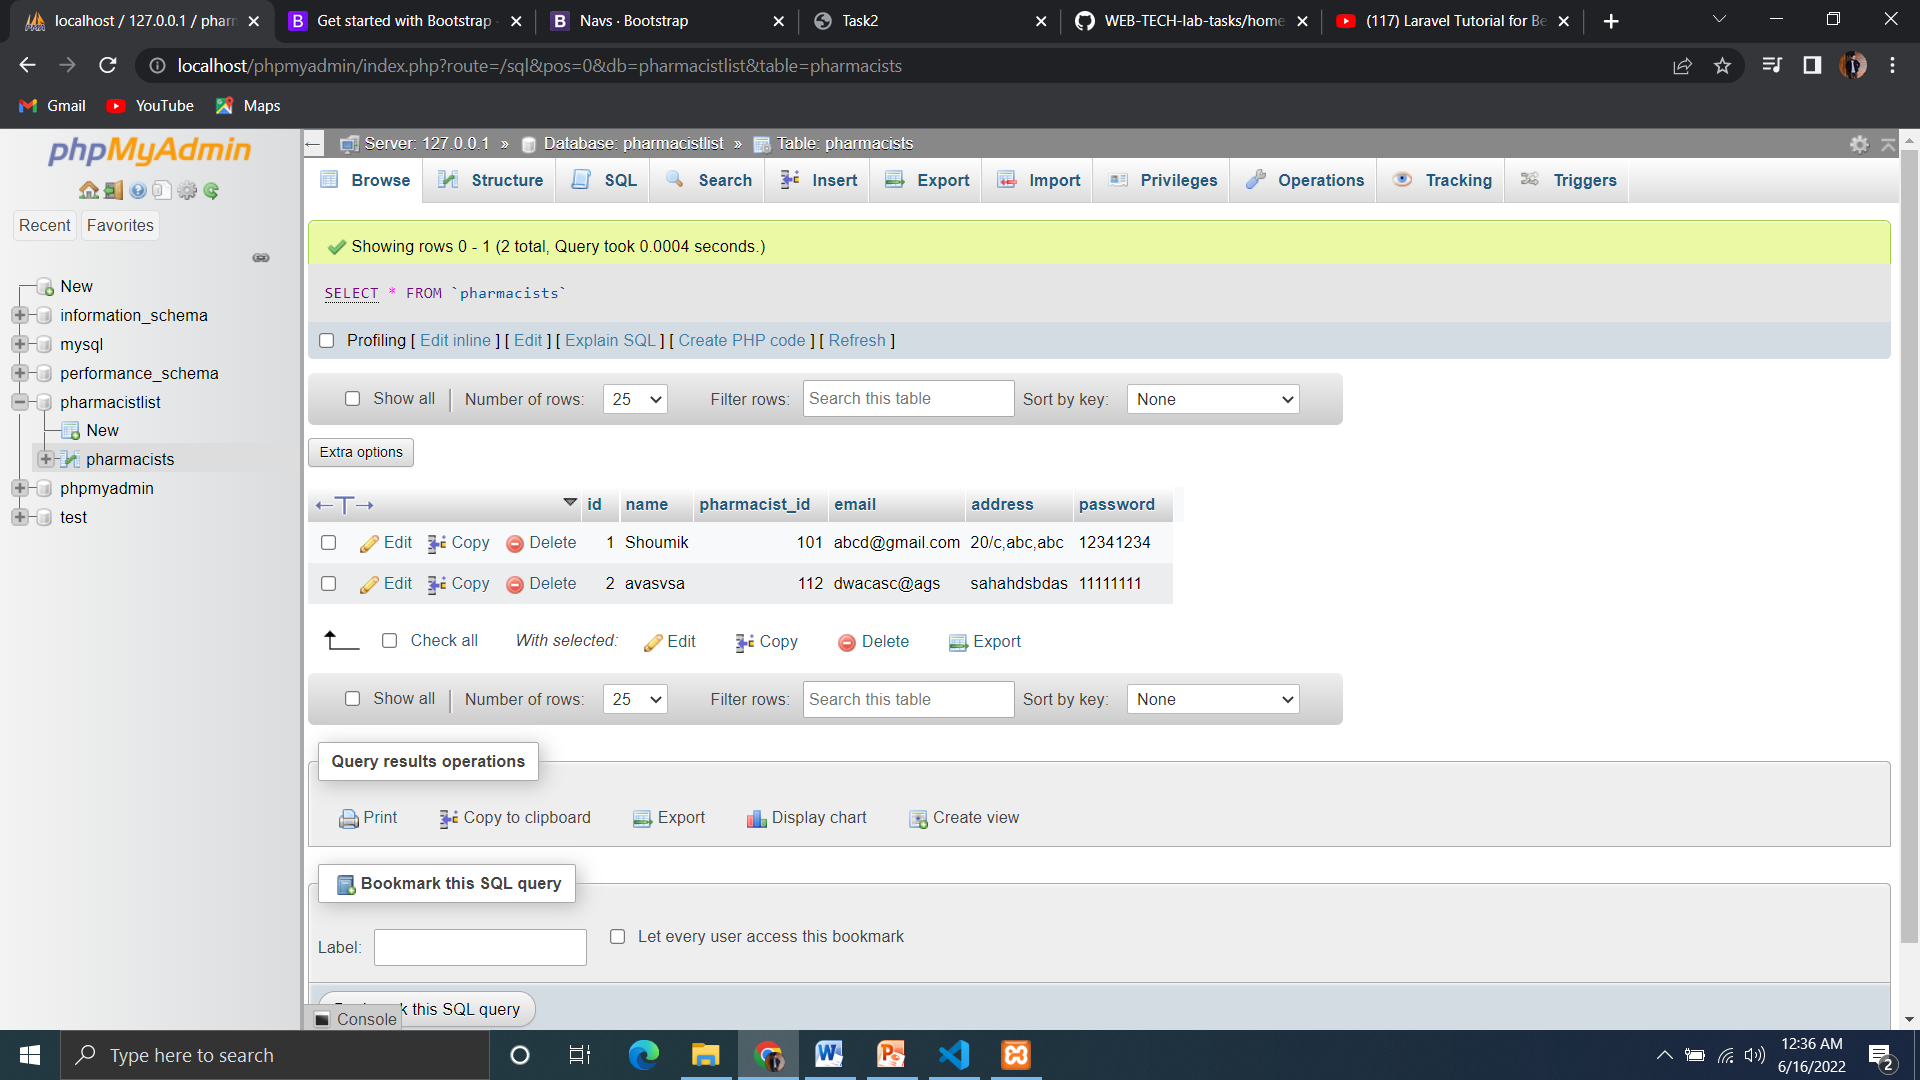 localhost / 127.0.0.1 / pharm
Get started with Bootstrap
Navs · Bootstrap
Task2
WEB-TECH-lab-tasks/home
(117) Laravel Tutorial for Be
localhost/phpmyadmin/index.php?route=/sql&pos=0&db=pharmacistlist&table=pharmacists
Gmail YouTube Maps
phpMyAdmin
Recent Favorites
New
information_schema
mysql
performance_schema
pharmacistlist
New
pharmacists
phpmyadmin
test
Server: 127.0.0.1 » Database: pharmacistlist » Table: pharmacists
Browse Structure SQL Search Insert Export Import Privileges Operations Tracking Triggers
Showing rows 0 - 1 (2 total, Query took 0.0004 seconds.)
SELECT * FROM `pharmacists`
Profiling [ Edit inline ] [ Edit ] [ Explain SQL ] [ Create PHP code ] [ Refresh ]
Show all Number of rows: 25 Filter rows: Search this table Sort by key: None
Extra options
←T→ id name pharmacist_id email address password
Edit Copy Delete 1 Shoumik 101 abcd@gmail.com 20/c,abc,abc 12341234
Edit Copy Delete 2 avasvsa 112 dwacasc@ags sahahdsbdas 11111111
Check all With selected: Edit Copy Delete Export
Show all Number of rows: 25 Filter rows: Search this table Sort by key: None
Query results operations
Print Copy to clipboard Export Display chart Create view
Bookmark this SQL query
Label: Let every user access this bookmark
k this SQL query
Console
Type here to search
12:36 AM
6/16/2022
2